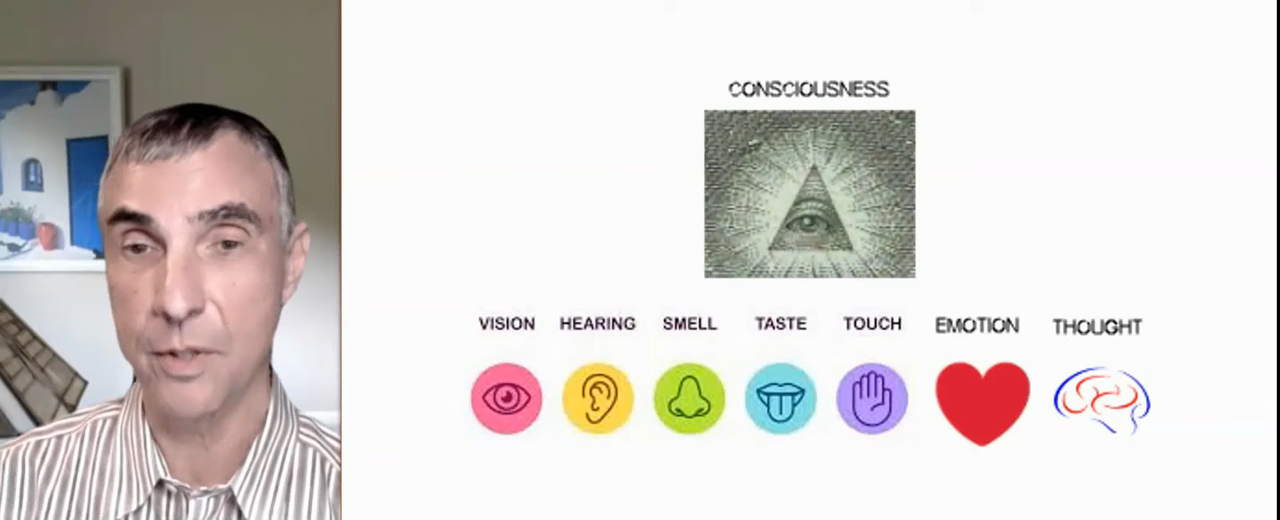 CONSCIOUSNESS
VISION HEARING SMELL TASTE TOUCH EMOTION THOUGHT